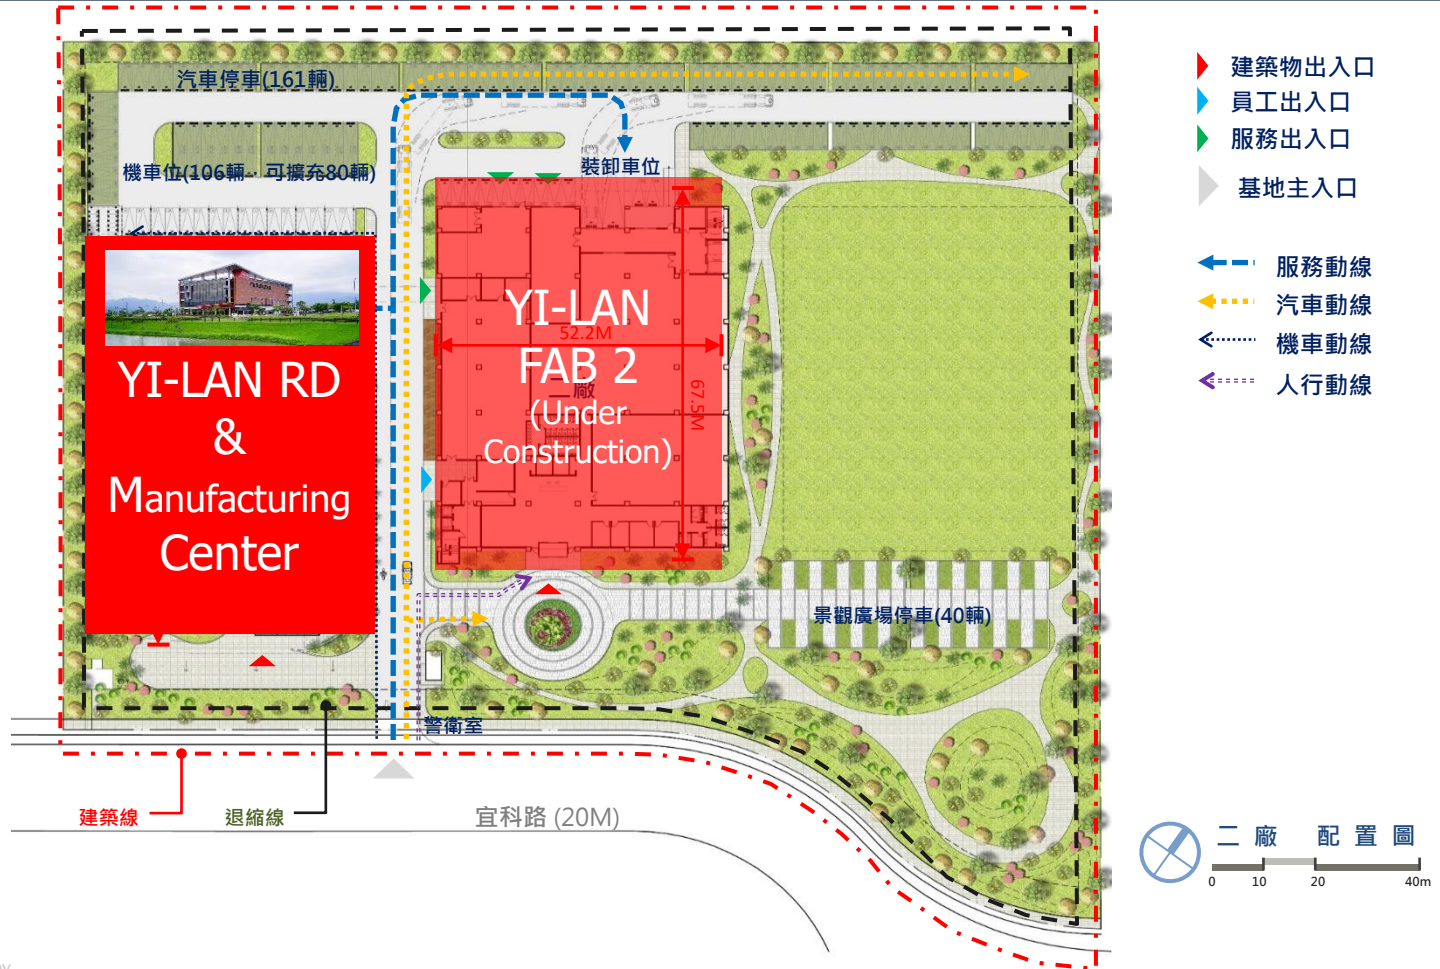 汽車停車(161輛)
機車位(106輛、可擴充80輛)
裝卸車位
YI-LAN RD
&
Manufacturing
Center
YI-LAN
52.2M
FAB 2
二廠
(Under
Construction)
67.5M
景觀廣場停車(40輛)
警衛室
建築線
退縮線
宜科路 (20M)
建築物出入口
員工出入口
服務出入口
基地主入口
服務動線
汽車動線
機車動線
人行動線
二廠 配置圖
0 10 20 40m